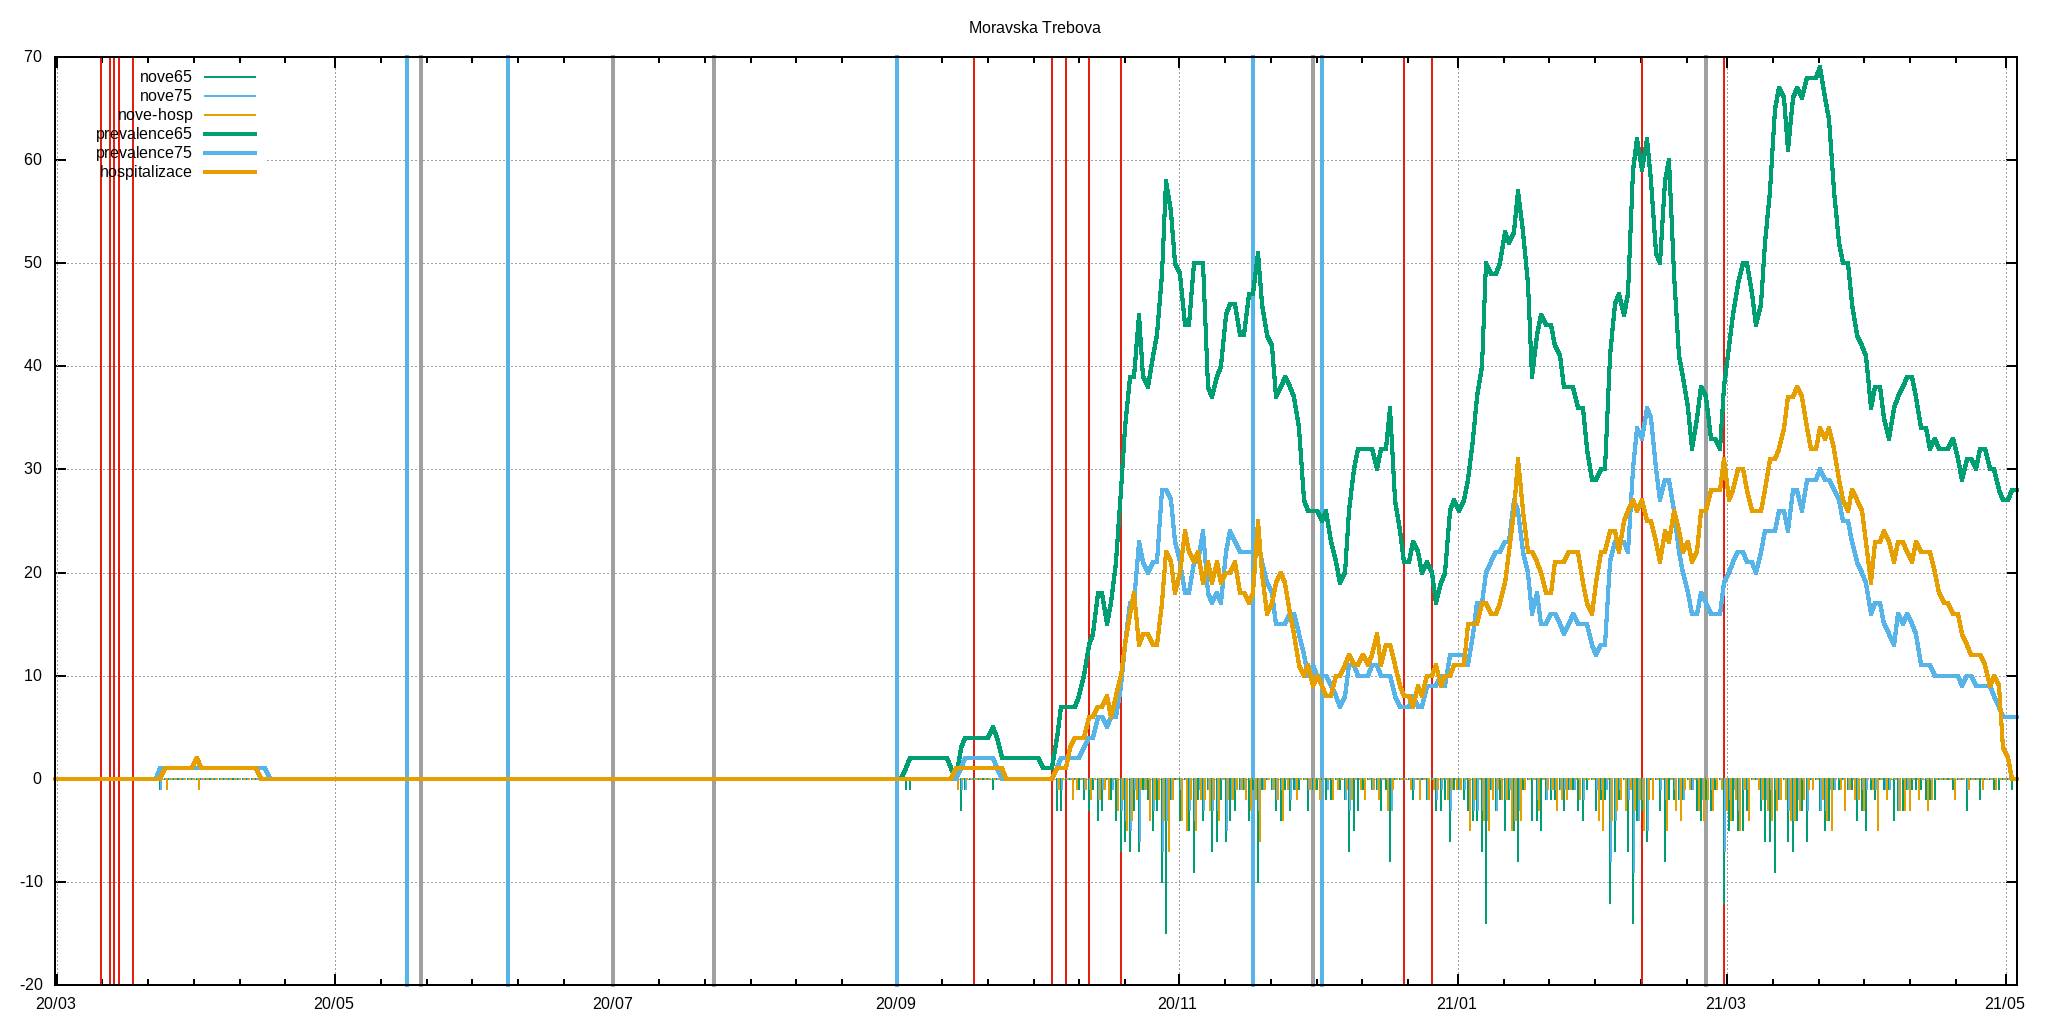 Moravska Trebova
70
60
50
40
30
20
10
0
-10
-20
nove65
nove75
nove-hosp
prevalence65
prevalence75
hospitalizace
20/03 20/05 20/07 20/09 20/11 21/01 21/03 21/05